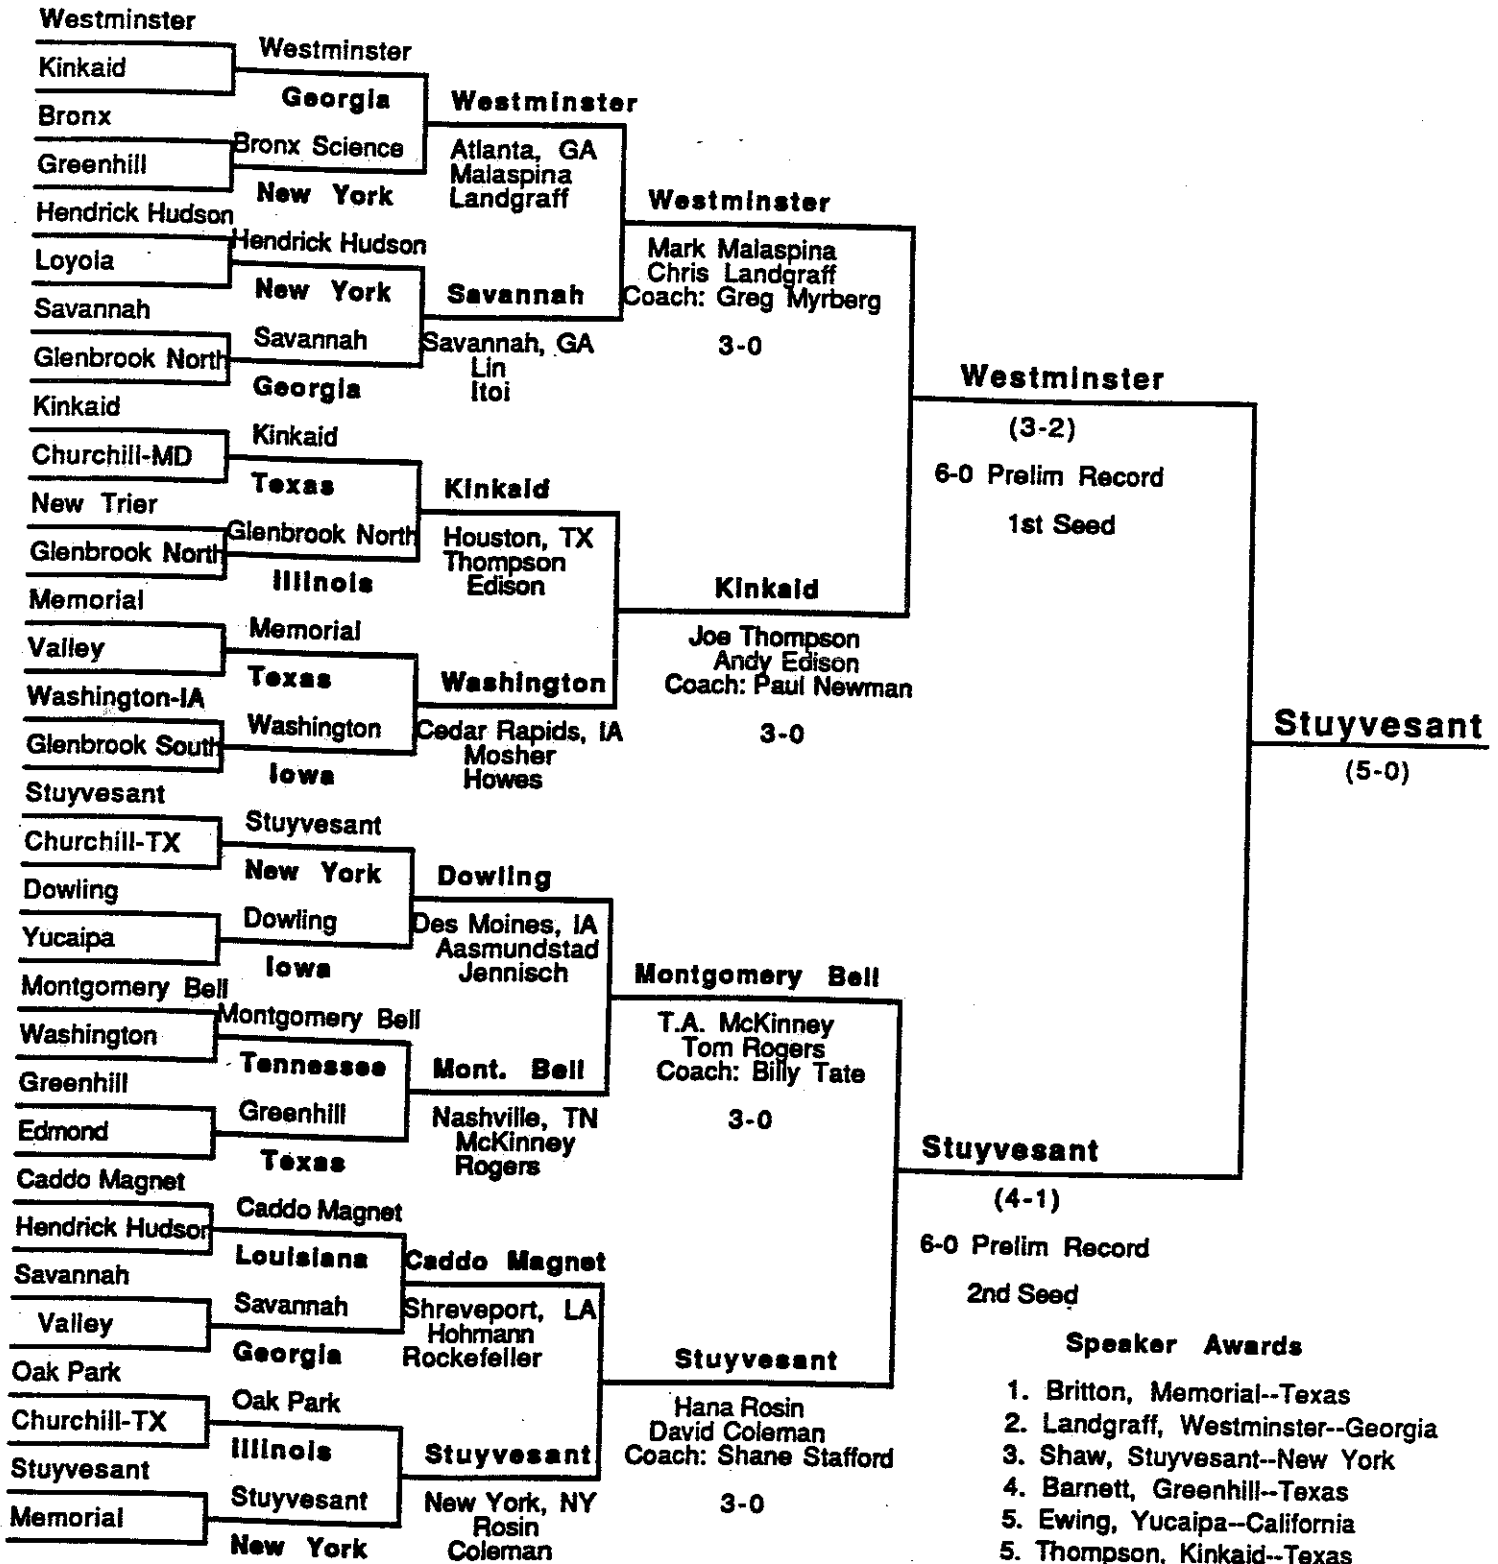 Westminster
Kinkaid
Bronx
Greenhill
Hendrick Hudson
Loyola
Savannah
Glenbrook North
Kinkaid
Churchill-MD
New Trier
Glenbrook North
Memorial
Valley
Washington-IA
Glenbrook South
Stuyvesant
Churchill-TX
Dowling
Yucaipa
Montgomery Bell
Washington
Greenhill
Edmond
Caddo Magnet
Hendrick Hudson
Savannah
Valley
Oak Park
Churchill-TX
Stuyvesant
Memorial
Westminster
Georgia
Bronx Science
New York
Hendrick Hudson
New York
Savannah
Georgia
Kinkaid
Texas
Glenbrook North
Illinois
Memorial
Texas
Washington
Iowa
Stuyvesant
New York
Dowling
Iowa
Montgomery Bell
Tennessee
Greenhill
Texas
Caddo Magnet
Louisiana
Savannah
Georgia
Oak Park
Illinois
Stuyvesant
New York
Westminster
Atlanta, GA
Malaspina
Landgraff
Savannah
Savannah, GA
Lin
Itoi
Kinkaid
Houston, TX
Thompson
Edison
Washington
Cedar Rapids, IA
Mosher
Howes
Dowling
Des Moines, IA
Aasmundstad
Jennisch
Mont. Bell
Nashville, TN
McKinney
Rogers
Caddo Magnet
Shreveport, LA
Hohmann
Rockefeller
Stuyvesant
New York, NY
Rosin
Coleman
Westminster
Mark Malaspina
Chris Landgraff
Coach: Greg Myrberg
3-0
Kinkaid
Joe Thompson
Andy Edison
Coach: Paul Newman
3-0
Montgomery Bell
T.A. McKinney
Tom Rogers
Coach: Billy Tate
3-0
Stuyvesant
Hana Rosin
David Coleman
Coach: Shane Stafford
3-0
Westminster
(3-2)
6-0 Prelim Record
1st Seed
Stuyvesant
(4-1)
6-0 Prelim Record
2nd Seed
Stuyvesant
(5-0)
Speaker Awards
1. Britton, Memorial--Texas
2. Landgraff, Westminster--Georgia
3. Shaw, Stuyvesant--New York
4. Barnett, Greenhill--Texas
5. Ewing, Yucaipa--California
5. Thompson, Kinkaid--Texas